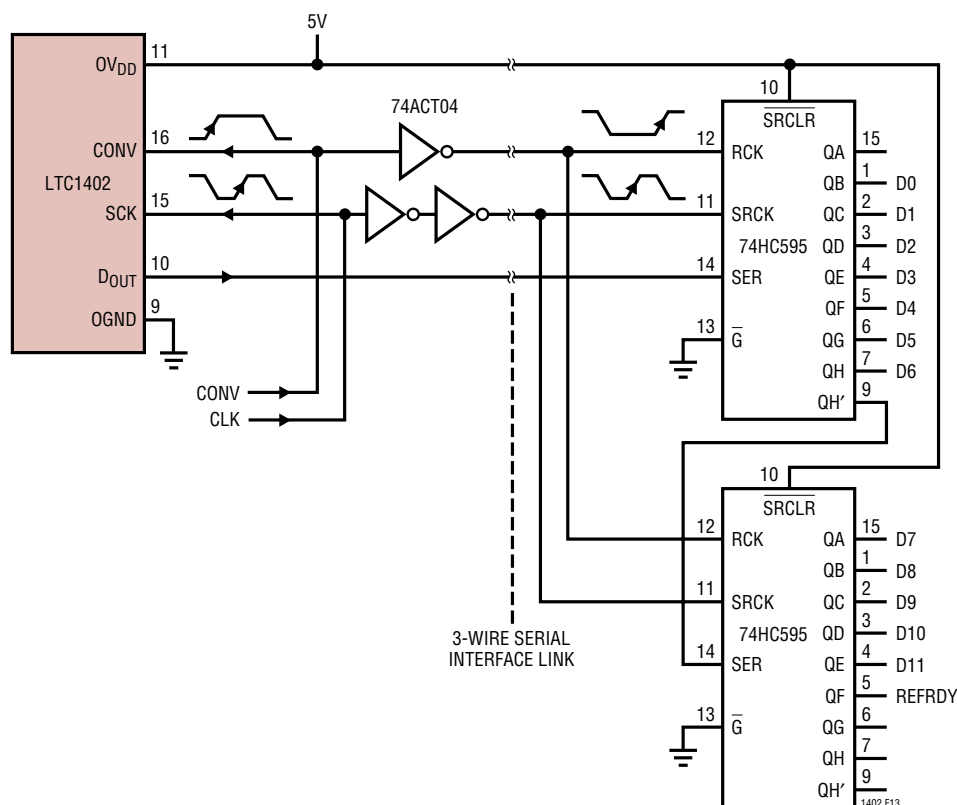 5V
11
OVDD
10
74ACT04
SRCLR
16
CONV
12
RCK
QA
15
LTC1402
QB
1
D0
15
SCK
11
SRCK
QC
2
D1
74HC595
QD
3
D2
10
DOUT
14
SER
QE
4
D3
9
OGND
QF
5
D4
13
G
QG
6
D5
QH
7
D6
CONV
9
QH′
CLK
10
SRCLR
12
RCK
QA
15
D7
QB
1
D8
11
SRCK
QC
2
D9
3-WIRE SERIAL
INTERFACE LINK
74HC595
QD
3
D10
14
SER
QE
4
D11
QF
5
REFRDY
13
G
QG
6
QH
7
QH′
9
1402 F13